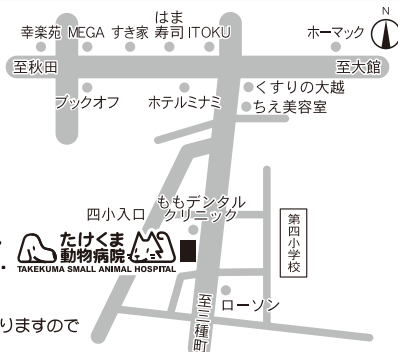 N
はま
幸楽苑 MEGA すき家 寿司 ITOKU
ホーマック
至秋田
至大館
ブックオフ
ホテルミナミ
くすりの大越
ちえ美容室
ももデンタル
クリニック
四小入口
第四小学校
たけくま
動物病院
TAKEKUMA SMALL ANIMAL HOSPITAL
至三種町
ローソン
りますので